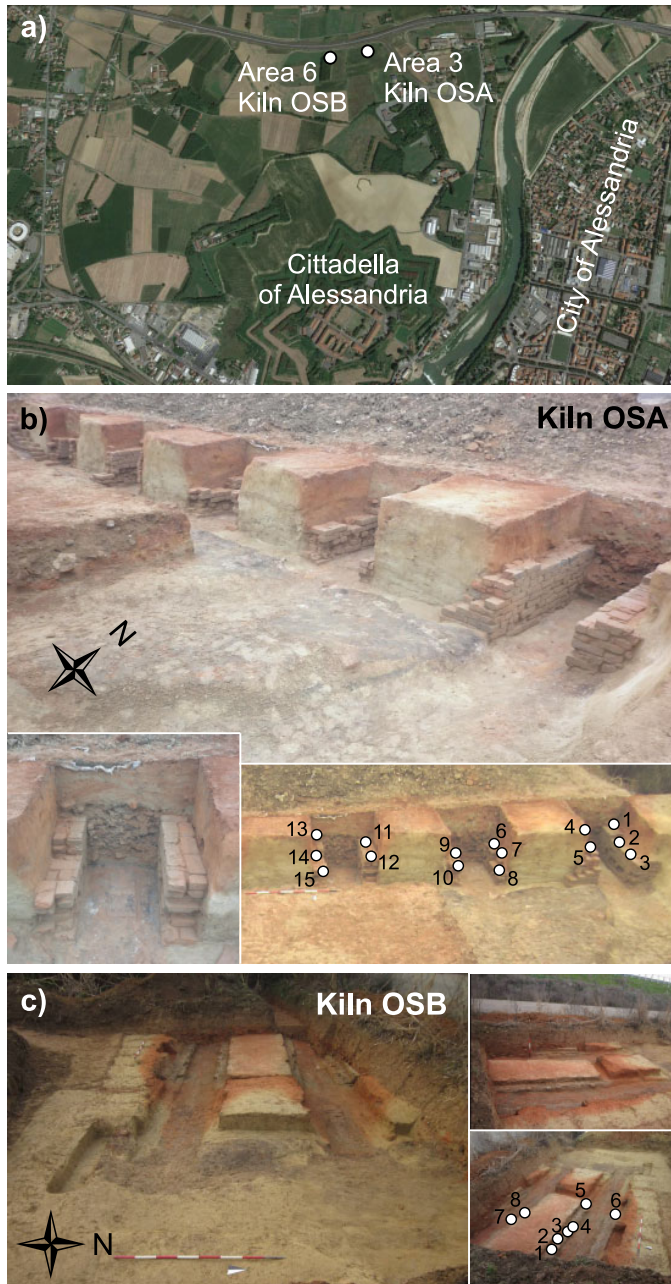 a)
Area 6
Kiln OSB
Area 3
Kiln OSA
City of Alessandria
Cittadella
of Alessandria
b)
Kiln OSA
N
13
14
15
11
12
9
10
6
7
8
4
5
1
2
3
c)
Kiln OSB
N
8
7
5
6
3
4
2
1